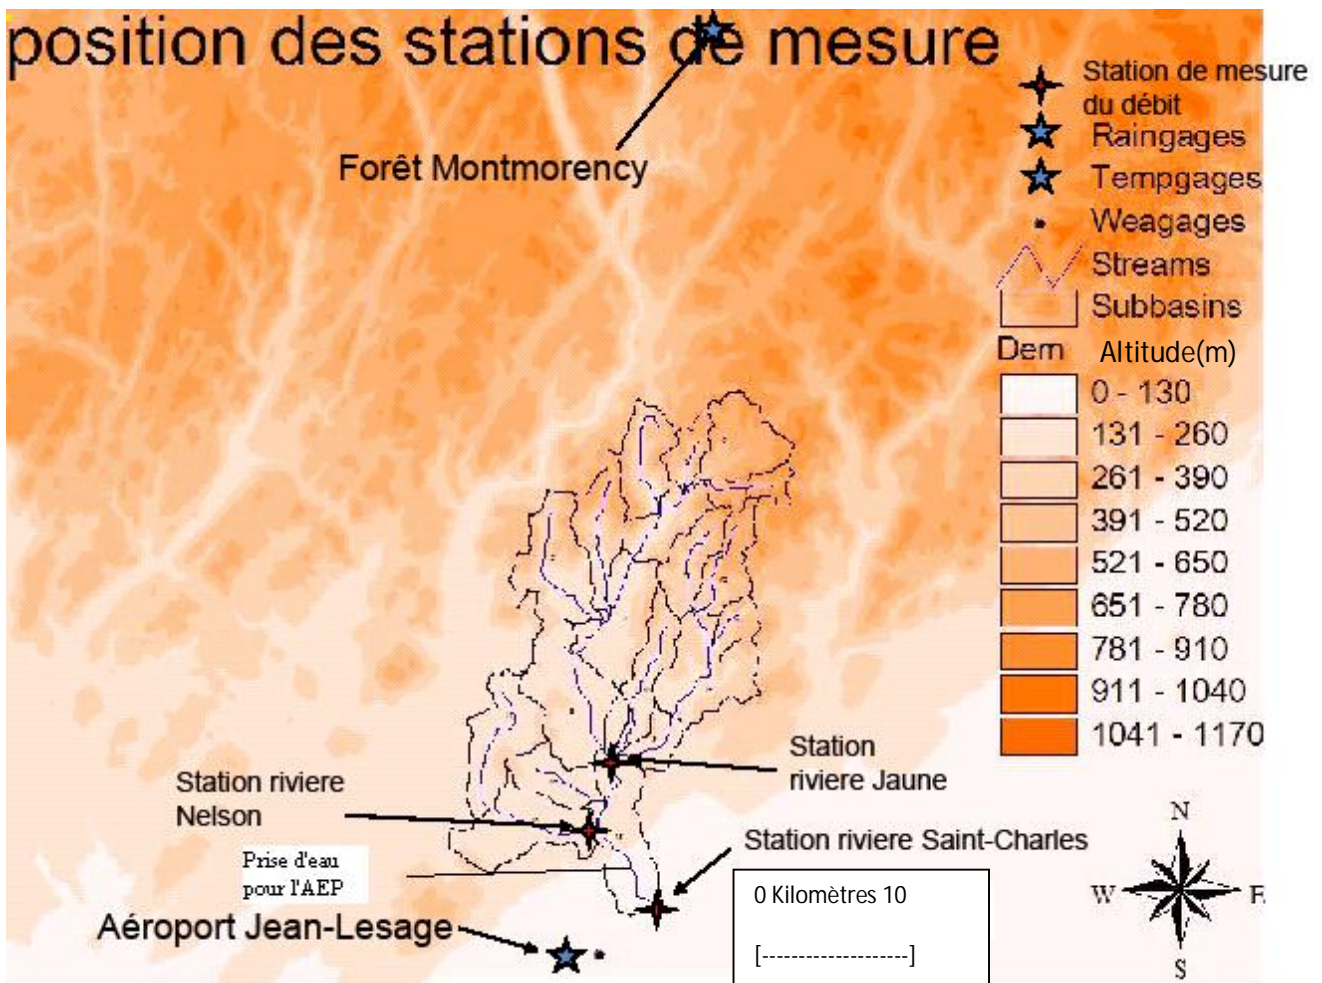 position des stations de mesure
Station de mesure
du débit
Raingages
Tempgages
Weagages
Streams
Subbasins
Dem Altitude(m)
0 - 130
131 - 260
261 - 390
391 - 520
521 - 650
651 - 780
781 - 910
911 - 1040
1041 - 1170
Forêt Montmorency
Station
riviere Jaune
Station riviere
Nelson
Station riviere Saint-Charles
Prise d'eau
pour l'AEP
Aéroport Jean-Lesage
0 Kilomètres 10
[--------------------]
N
W E
S